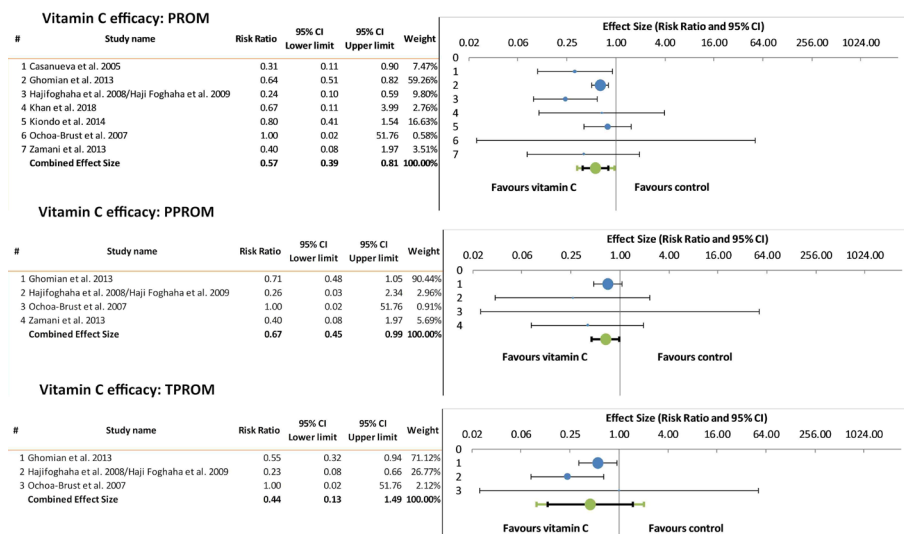 Vitamin C efficacy: PROM
# Study name Risk Ratio 95% CI Lower limit 95% CI Upper limit Weight
1 Casanueva et al. 2005 0.31 0.11 0.90 7.47%
2 Ghomian et al. 2013 0.64 0.51 0.82 59.26%
3 Hajifoghaha et al. 2008/Haji Foghaha et al. 2009 0.24 0.10 0.59 9.80%
4 Khan et al. 2018 0.67 0.11 3.99 2.76%
5 Kiondo et al. 2014 0.80 0.41 1.54 16.63%
6 Ochoa-Brust et al. 2007 1.00 0.02 51.76 0.58%
7 Zamani et al. 2013 0.40 0.08 1.97 3.51%
Combined Effect Size 0.57 0.39 0.81 100.00%
Effect Size (Risk Ratio and 95% CI)
0.02 0.06 0.25 1.00 4.00 16.00 64.00 256.00 1024.00
0
1
2
3
4
5
6
7
Favours vitamin C Favours control
Vitamin C efficacy: PPROM
# Study name Risk Ratio 95% CI Lower limit 95% CI Upper limit Weight
1 Ghomian et al. 2013 0.71 0.48 1.05 90.44%
2 Hajifoghaha et al. 2008/Haji Foghaha et al. 2009 0.26 0.03 2.34 2.96%
3 Ochoa-Brust et al. 2007 1.00 0.02 51.76 0.91%
4 Zamani et al. 2013 0.40 0.08 1.97 5.69%
Combined Effect Size 0.67 0.45 0.99 100.00%
Effect Size (Risk Ratio and 95% CI)
0.02 0.06 0.25 1.00 4.00 16.00 64.00 256.00 1024.00
0
1
2
3
4
Favours vitamin C Favours control
Vitamin C efficacy: TPROM
# Study name Risk Ratio 95% CI Lower limit 95% CI Upper limit Weight
1 Ghomian et al. 2013 0.55 0.32 0.94 71.12%
2 Hajifoghaha et al. 2008/Haji Foghaha et al. 2009 0.23 0.08 0.66 26.77%
3 Ochoa-Brust et al. 2007 1.00 0.02 51.76 2.12%
Combined Effect Size 0.44 0.13 1.49 100.00%
Effect Size (Risk Ratio and 95% CI)
0.02 0.06 0.25 1.00 4.00 16.00 64.00 256.00 1024.00
0
1
2
3
Favours vitamin C Favours control